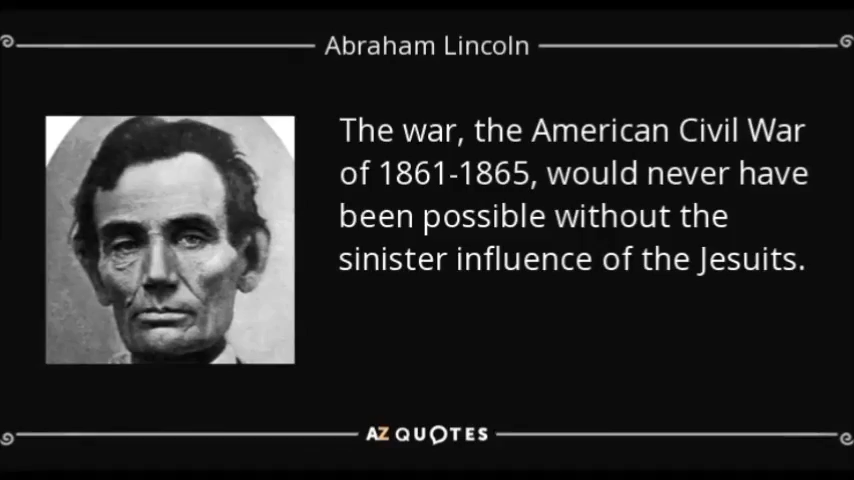 Abraham Lincoln
The war, the American Civil War
of 1861-1865, would never have
been possible without the
sinister influence of the Jesuits.
AZ QUOTES